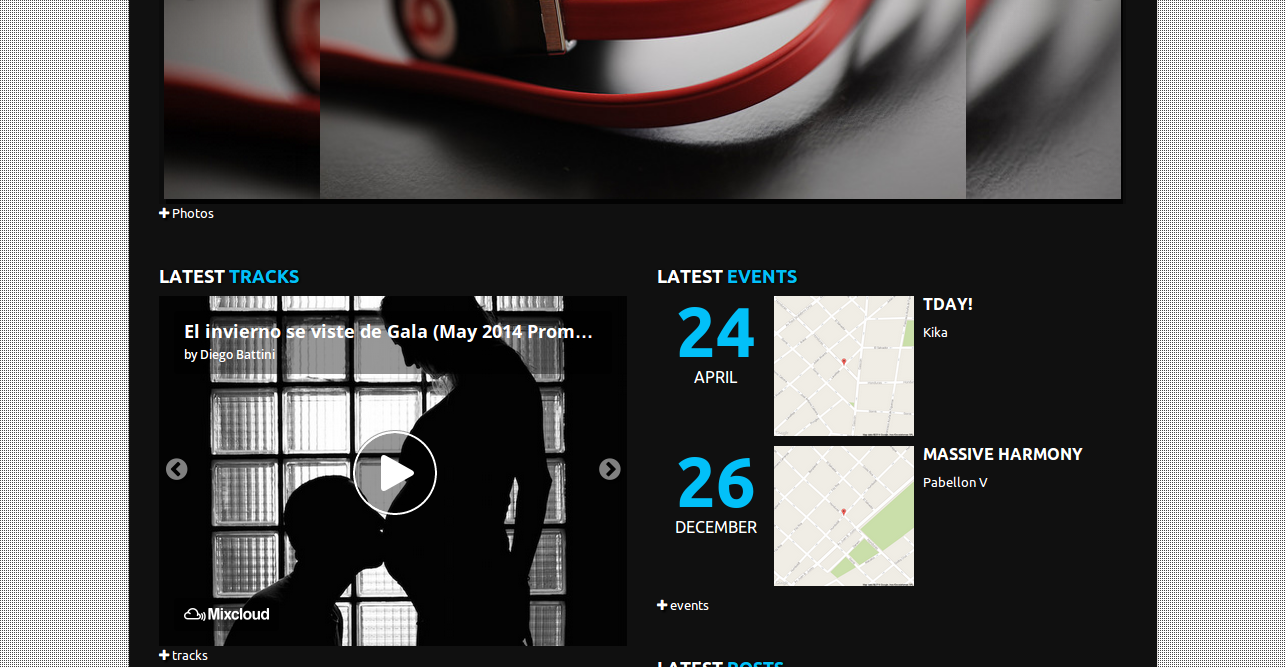 Photos
LATEST TRACKS
El invierno se viste de Gala (May 2014 Prom...
by Diego Battini
Mixcloud
tracks
LATEST EVENTS
24
APRIL
TDAY!
Kika
26
DECEMBER
MASSIVE HARMONY
Pabellon V
events
LATEST POSTS